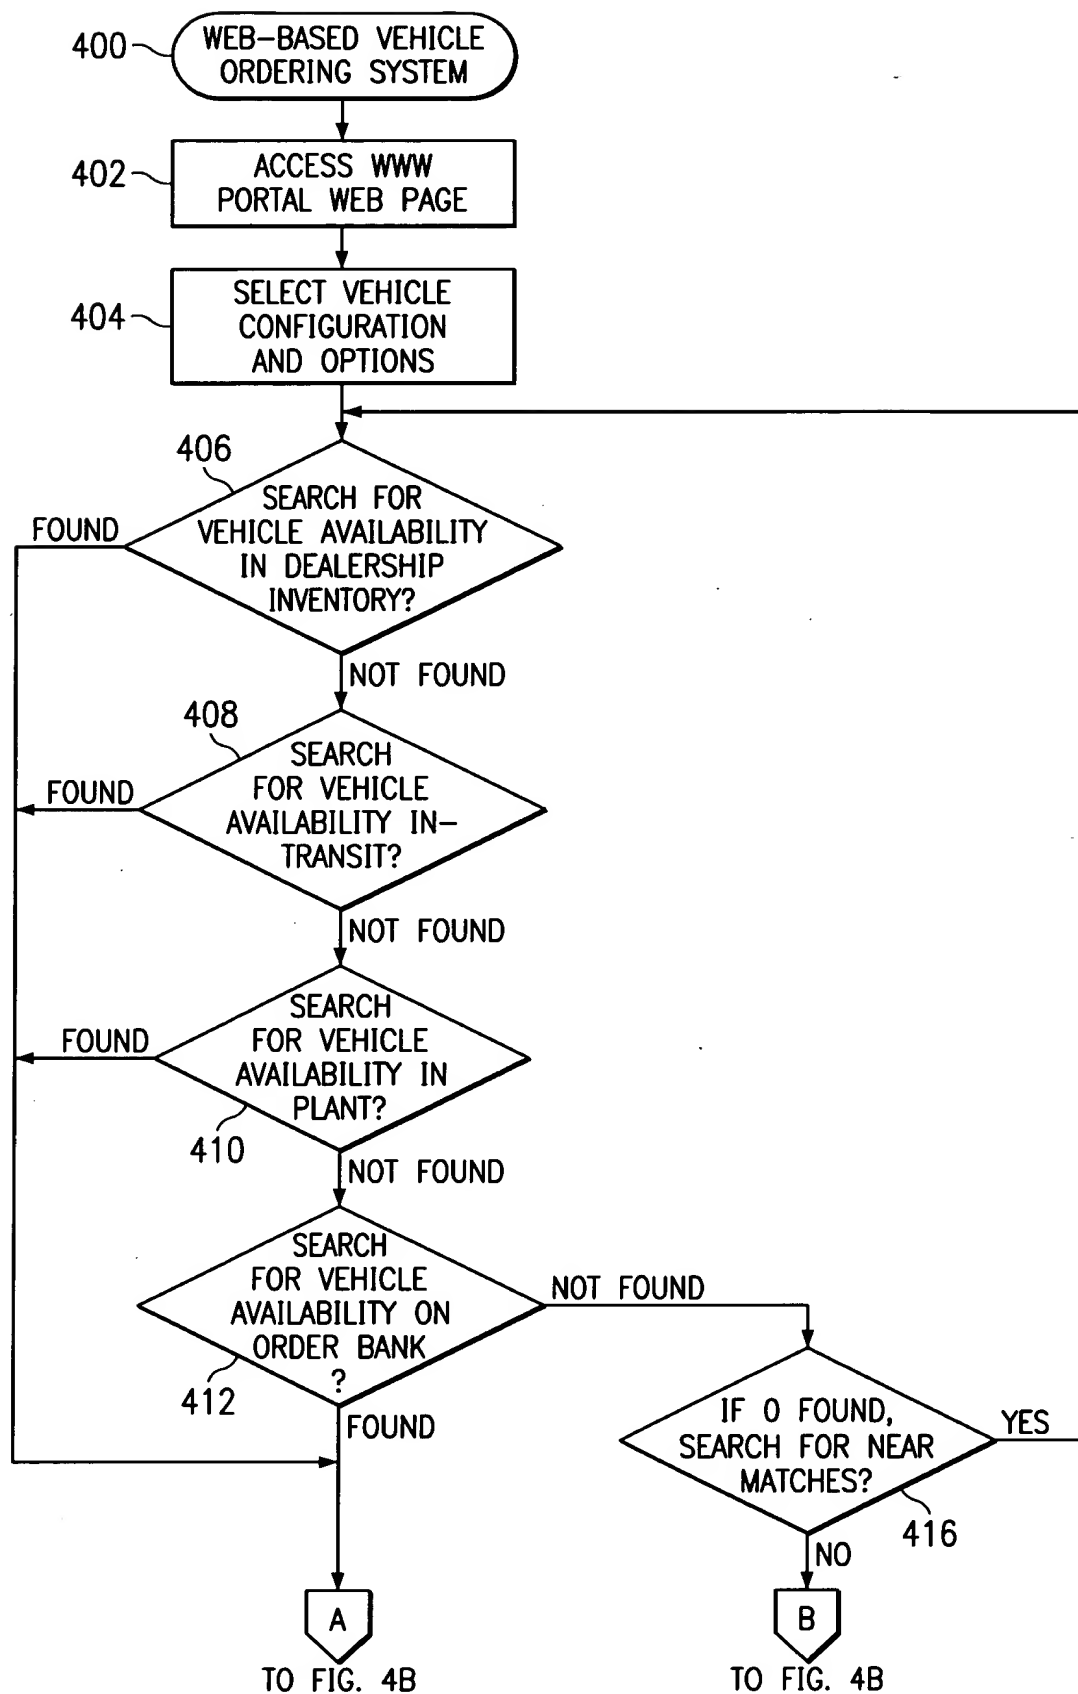 400
WEB-BASED VEHICLE
ORDERING SYSTEM
402
ACCESS WWW
PORTAL WEB PAGE
404
SELECT VEHICLE
CONFIGURATION
AND OPTIONS
406
SEARCH FOR
VEHICLE AVAILABILITY
IN DEALERSHIP
INVENTORY?
FOUND
NOT FOUND
408
SEARCH
FOR VEHICLE
AVAILABILITY IN-
TRANSIT?
FOUND
NOT FOUND
SEARCH
FOR VEHICLE
AVAILABILITY IN
PLANT?
FOUND
410
NOT FOUND
SEARCH
FOR VEHICLE
AVAILABILITY ON
ORDER BANK
?
NOT FOUND
412
FOUND
IF 0 FOUND,
SEARCH FOR NEAR
MATCHES?
YES
416
NO
A
TO FIG. 4B
B
TO FIG. 4B